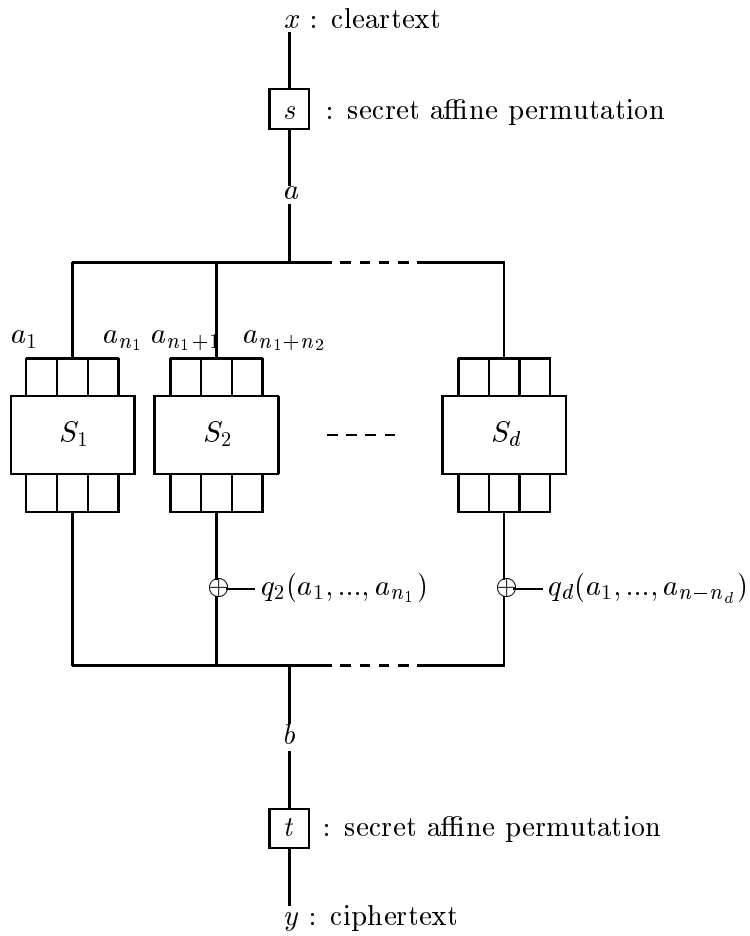 x : cleartext
s : secret affine permutation
a
a_1 a_{n_1} a_{n_1+1} a_{n_1+n_2}
S_1 S_2 S_d
q_2(a_1, ..., a_{n_1}) q_d(a_1, ..., a_{n-n_d})
b
t : secret affine permutation
y : ciphertext